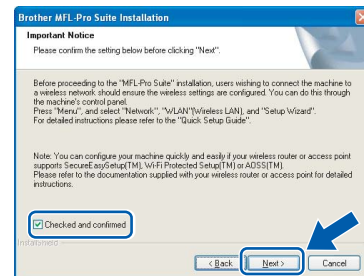 Brother MFL-Pro Suite Installation
Important Notice
Please confirm the setting below before clicking "Next".
Before proceeding to the "MFL-Pro Suite" installation, users wishing to connect the machine to
a wireless network should ensure the wireless settings are configured. You can do this through
the machine's control panel.
Press "Menu", and select "Network", "WLAN"(Wireless LAN), and "Setup Wizard".
For detailed instructions please refer to the "Quick Setup Guide".
Note: You can configure your machine quickly and easily if your wireless router or access point
supports SecureEasySetup(TM), Wi-Fi Protected Setup(TM) or AOSS(TM).
Please refer to the documentation supplied with your wireless router or access point for detailed
instructions.
Checked and confirmed
InstallShield
< Back Next > Cancel